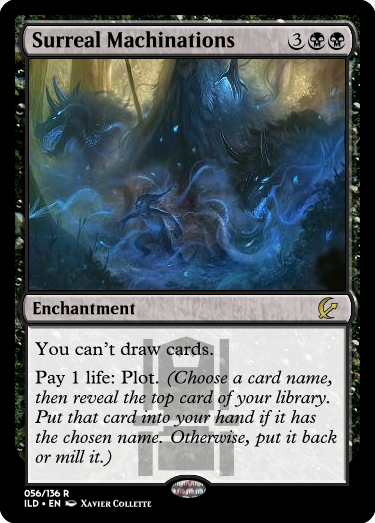 Surreal Machinations 3
Enchantment
You can't draw cards.
Pay 1 life: Plot. (Choose a card name,
then reveal the top card of your library.
Put that card into your hand if it has
the chosen name. Otherwise, put it back
or mill it.)
056/136 R
ILD • EN Xavier Collette